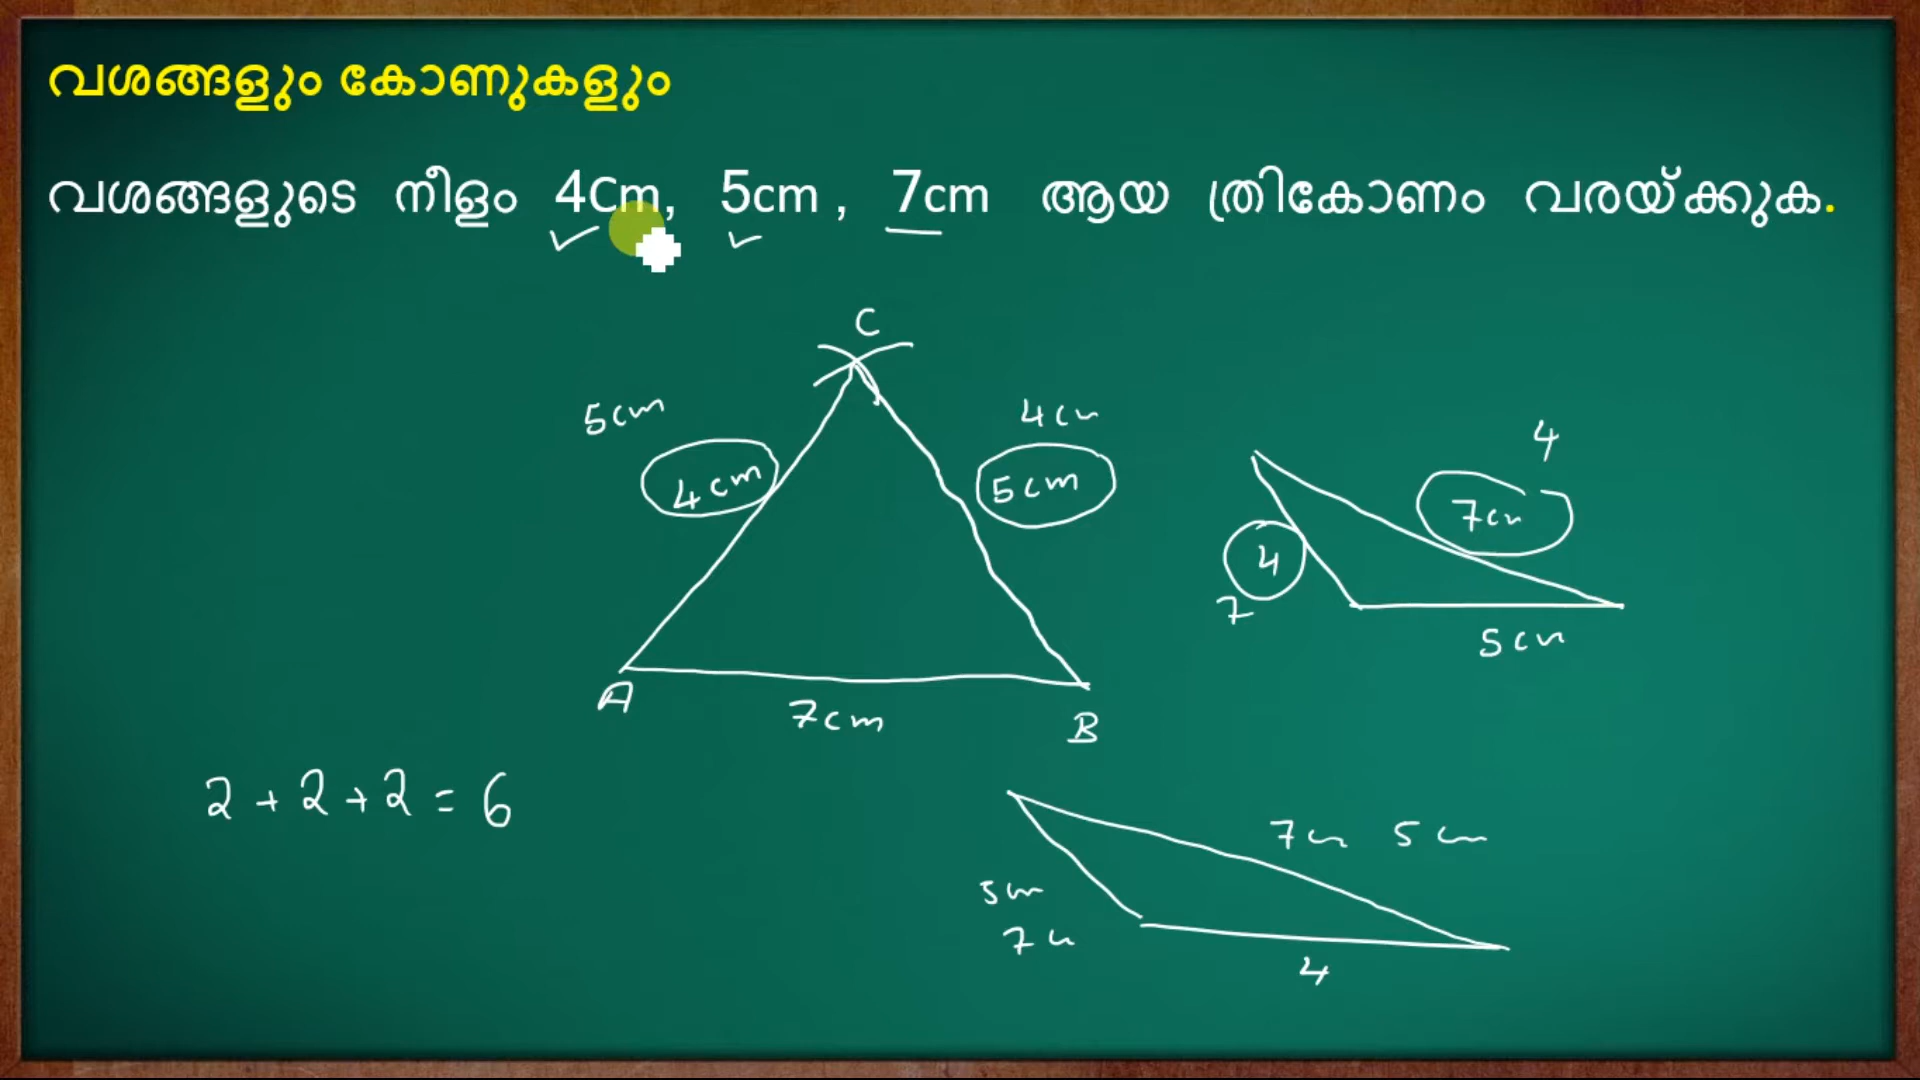 വശങ്ങളും കോണുകളും
വശങ്ങളുടെ നീളം 4Cm, 5cm , 7cm ആയ ത്രികോണം വരയ്ക്കുക.
C
5cm
4cm
4cm
5cm
A
7cm
B
4
7cm
4
7
5cm
2 + 2 + 2 = 6
7cm 5cm
5cm
7cm
4